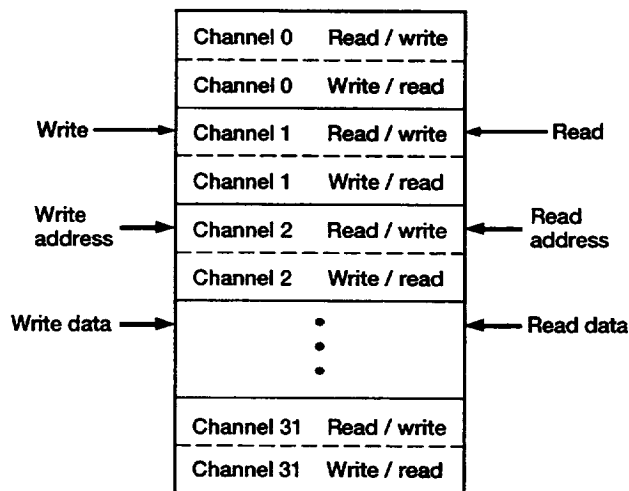 Channel 0 Read / write
Channel 0 Write / read
Write Channel 1 Read / write Read
Channel 1 Write / read
Write address Channel 2 Read / write Read address
Channel 2 Write / read
Write data Read data
Channel 31 Read / write
Channel 31 Write / read